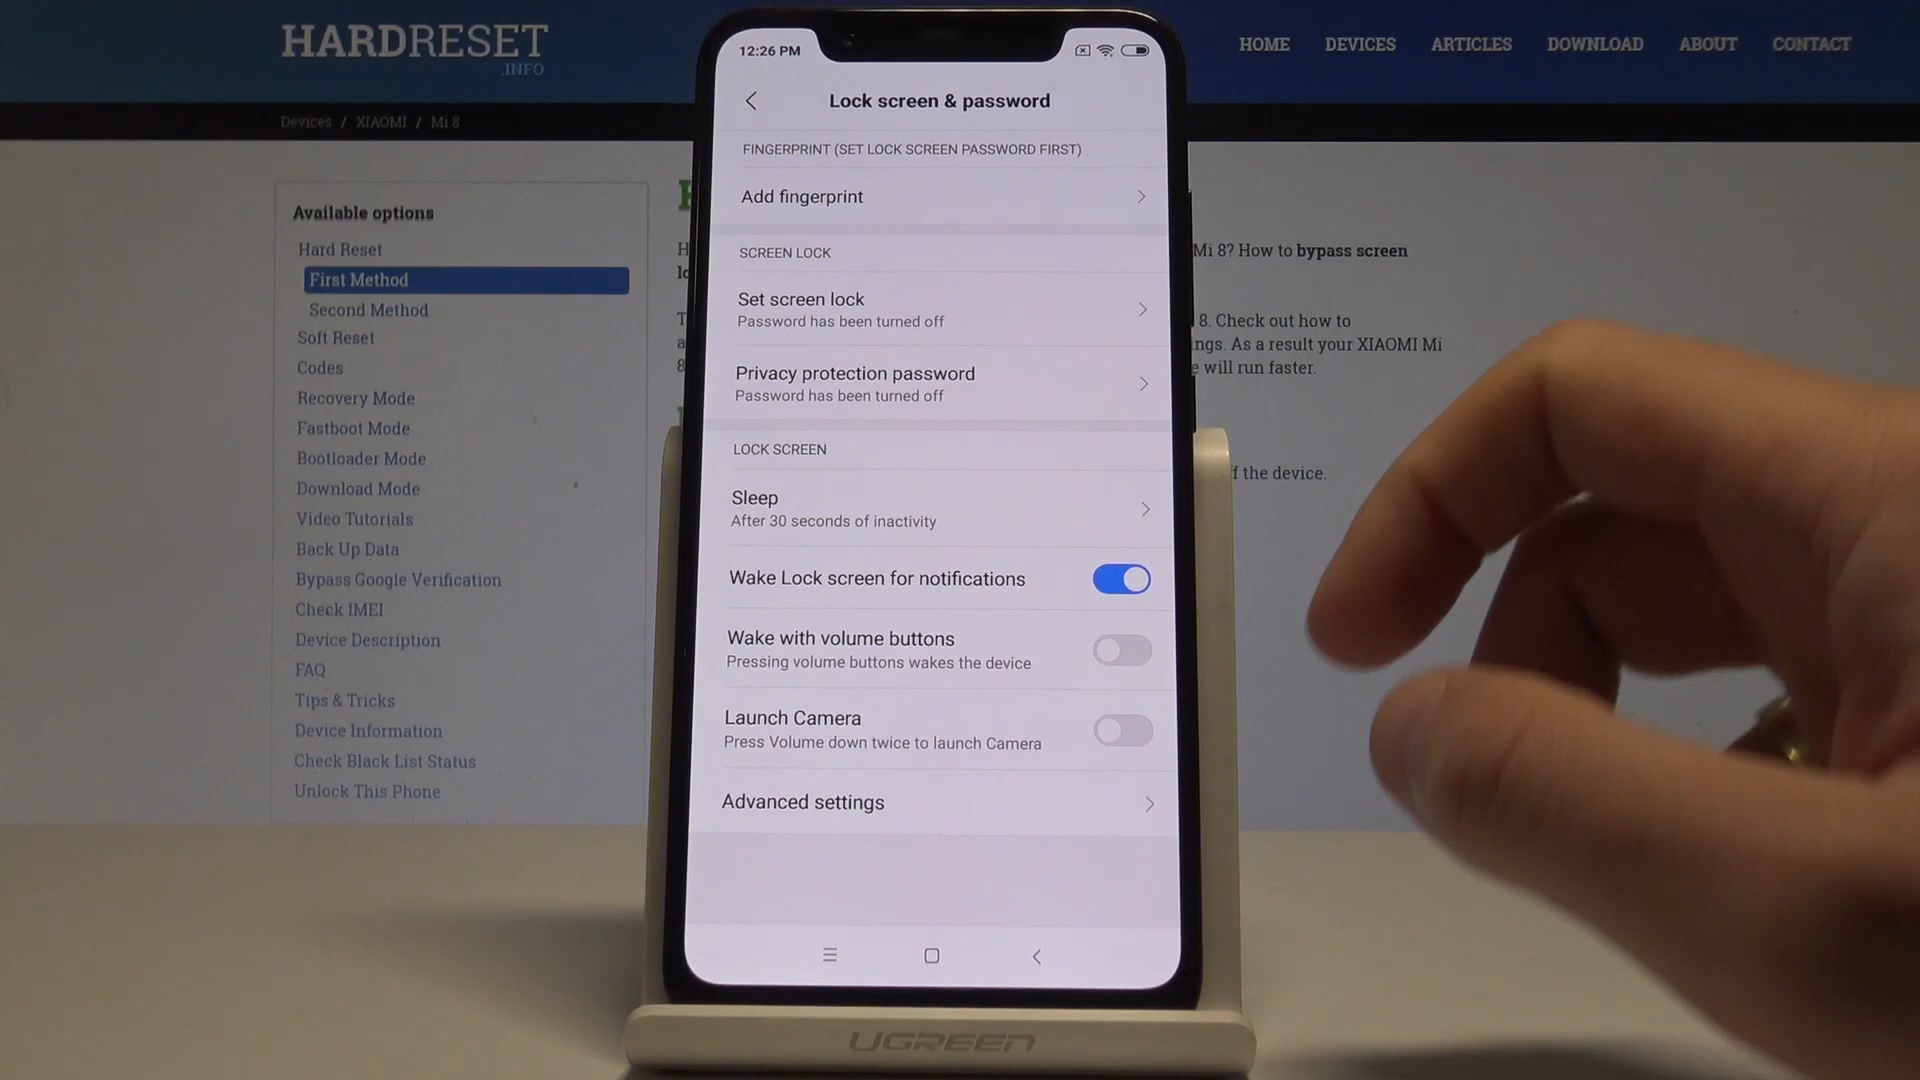 HARDRESET
.INFO
HOME DEVICES ARTICLES DOWNLOAD ABOUT CONTACT
Devices / XIAOMI / Mi 8
Available options
Hard Reset
First Method
Second Method
Soft Reset
Codes
Recovery Mode
Fastboot Mode
Bootloader Mode
Download Mode
Video Tutorials
Back Up Data
Bypass Google Verification
Check IMEI
Device Description
FAQ
Tips & Tricks
Device Information
Check Black List Status
Unlock This Phone
12:26 PM
Lock screen & password
FINGERPRINT (SET LOCK SCREEN PASSWORD FIRST)
Add fingerprint
SCREEN LOCK
Set screen lock
Password has been turned off
Privacy protection password
Password has been turned off
LOCK SCREEN
Sleep
After 30 seconds of inactivity
Wake Lock screen for notifications
Wake with volume buttons
Pressing volume buttons wakes the device
Launch Camera
Press Volume down twice to launch Camera
Advanced settings
Mi 8? How to bypass screen
8. Check out how to
As a result your XIAOMI Mi
will run faster.
the device.
UGREEN